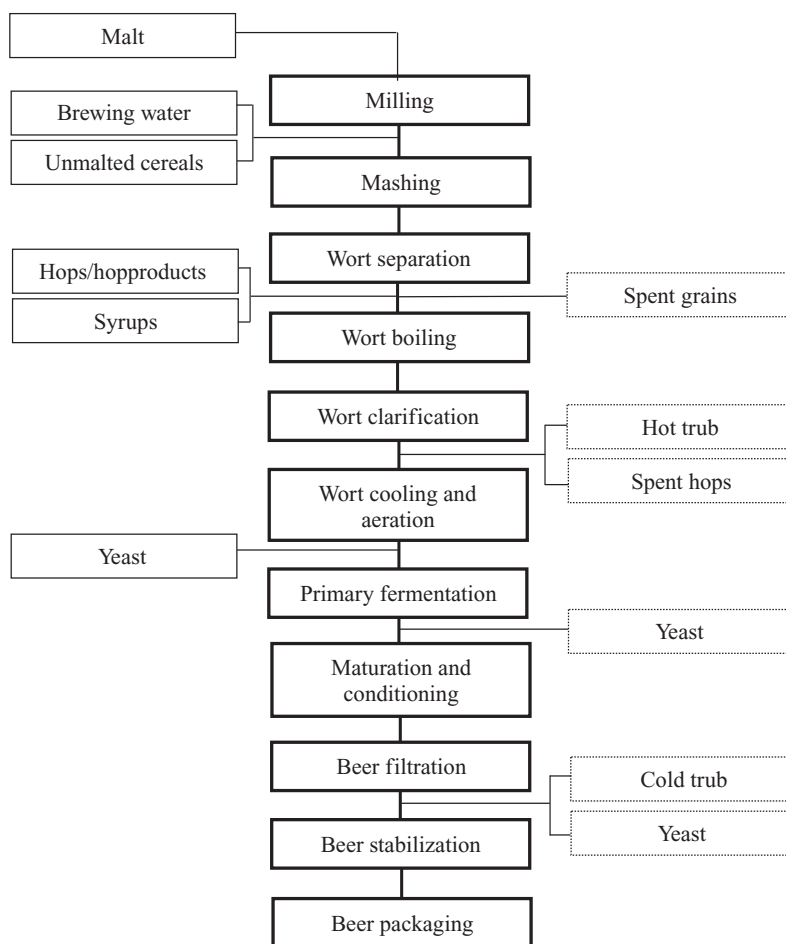 Malt
Milling
Brewing water
Unmalted cereals
Mashing
Wort separation
Hops/hopproducts
Spent grains
Syrups
Wort boiling
Wort clarification
Hot trub
Spent hops
Wort cooling and
aeration
Yeast
Primary fermentation
Yeast
Maturation and
conditioning
Beer filtration
Cold trub
Yeast
Beer stabilization
Beer packaging